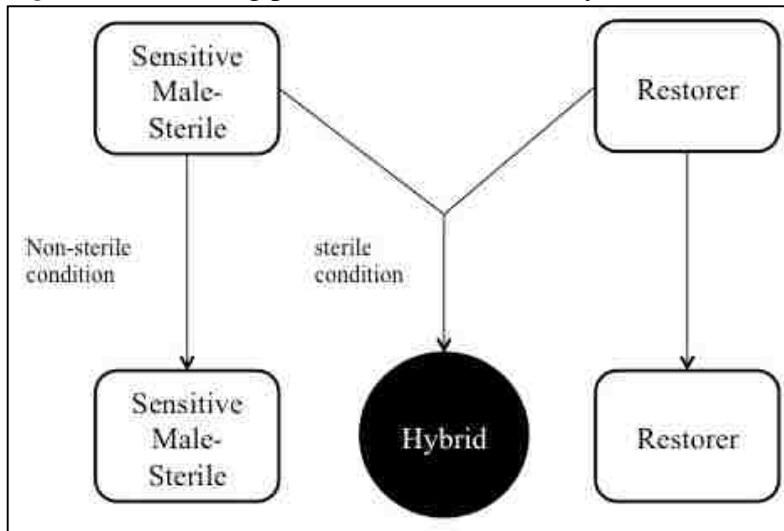 Sensitive
Male-
Sterile
Restorer
Non-sterile
condition
sterile
condition
Sensitive
Male-
Sterile
Hybrid
Restorer